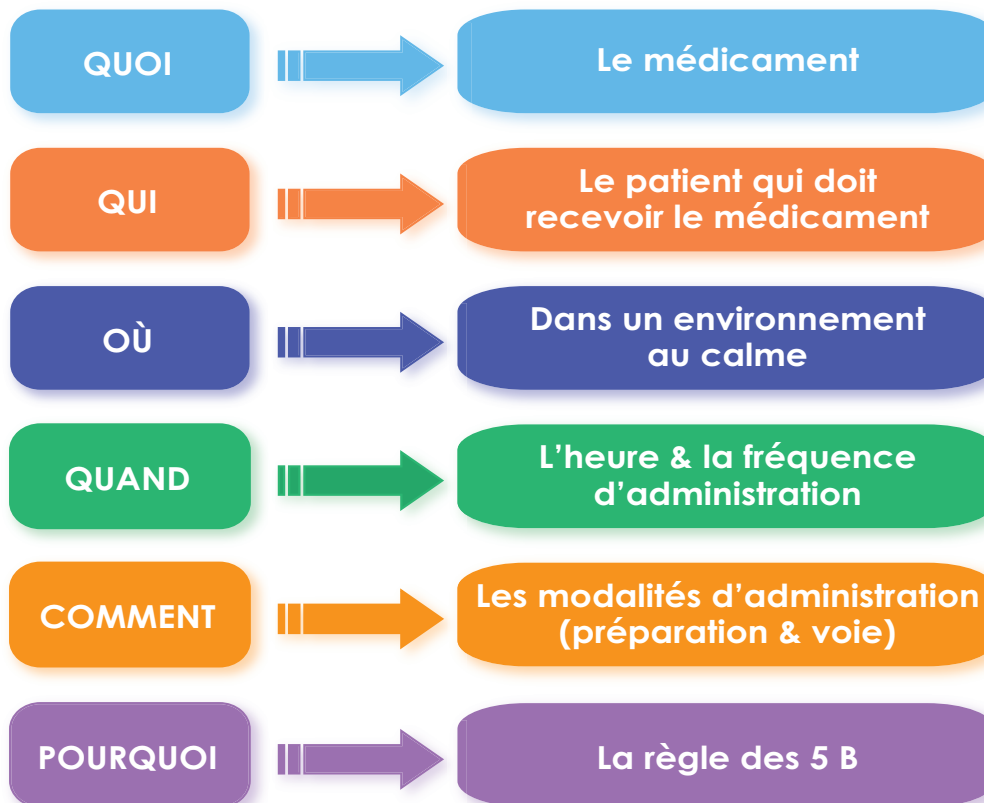 QUOI
Le médicament
QUI
Le patient qui doit
recevoir le médicament
OÙ
Dans un environnement
au calme
QUAND
L'heure & la fréquence
d'administration
COMMENT
Les modalités d'administration
(préparation & voie)
POURQUOI
La règle des 5 B